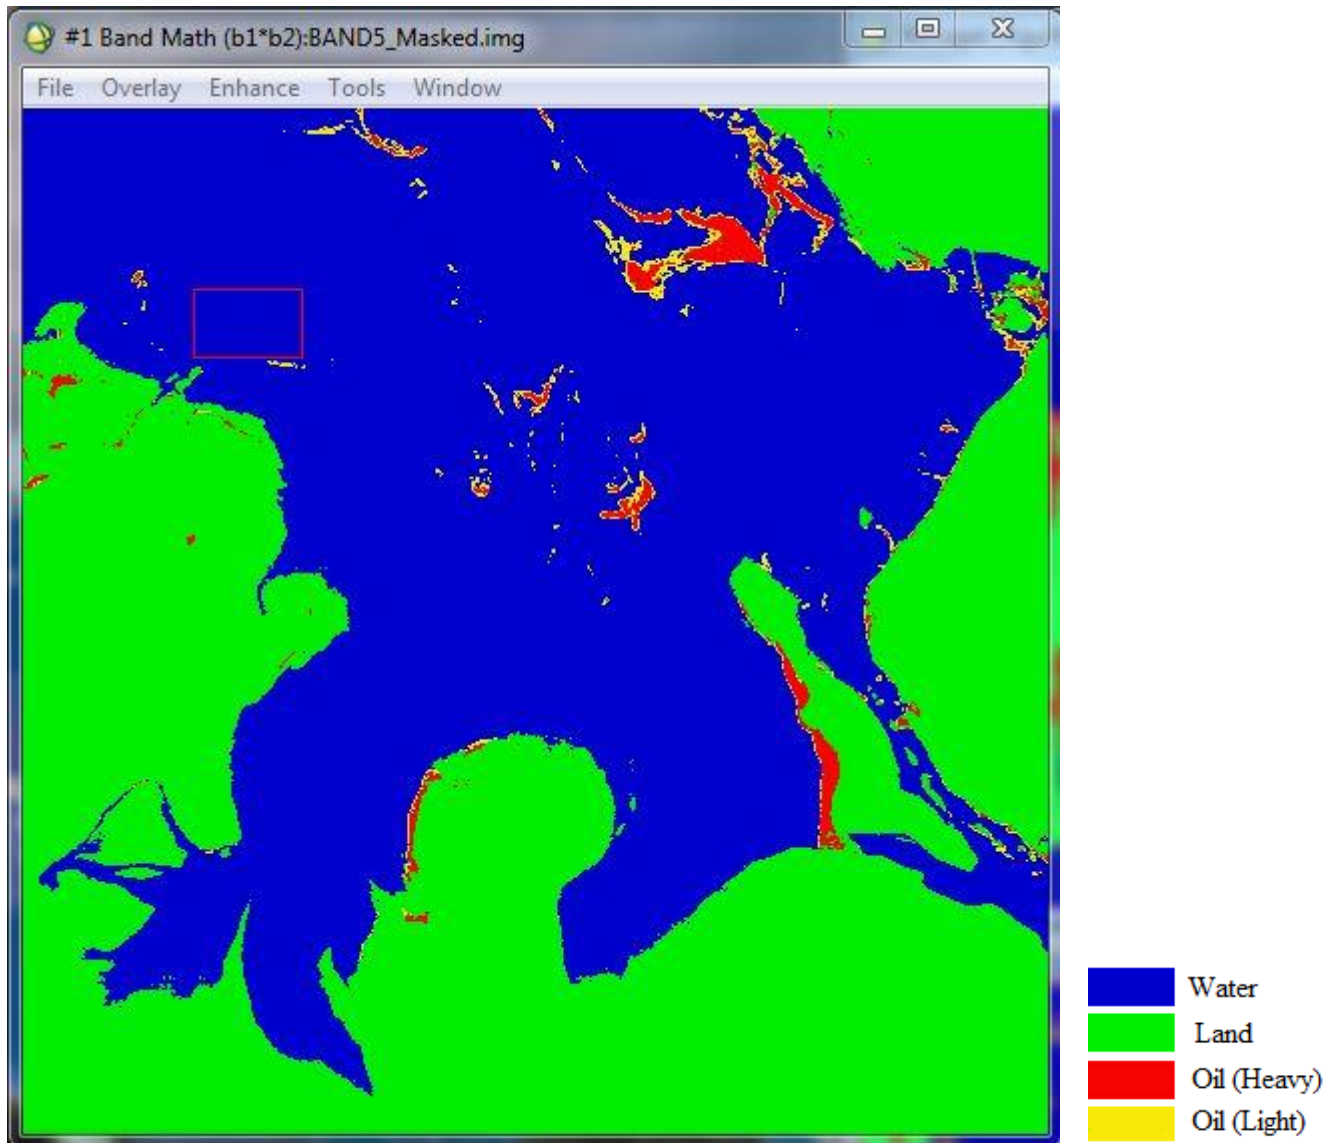 #1 Band Math (b1*b2):BAND5_Masked.img
File Overlay Enhance Tools Window
Water
Land
Oil (Heavy)
Oil (Light)